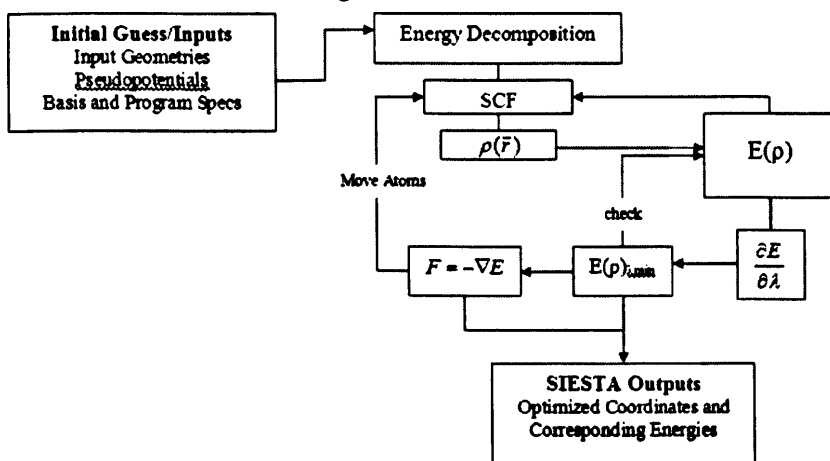 Initial Guess/Inputs
Input Geometries
Pseudopotentials
Basis and Program Specs
Energy Decomposition
SCF
ρ(r̄)
E(ρ)
Move Atoms
check
F = −∇E
E(ρ)i,min
∂E
∂λ
SIESTA Outputs
Optimized Coordinates and
Corresponding Energies